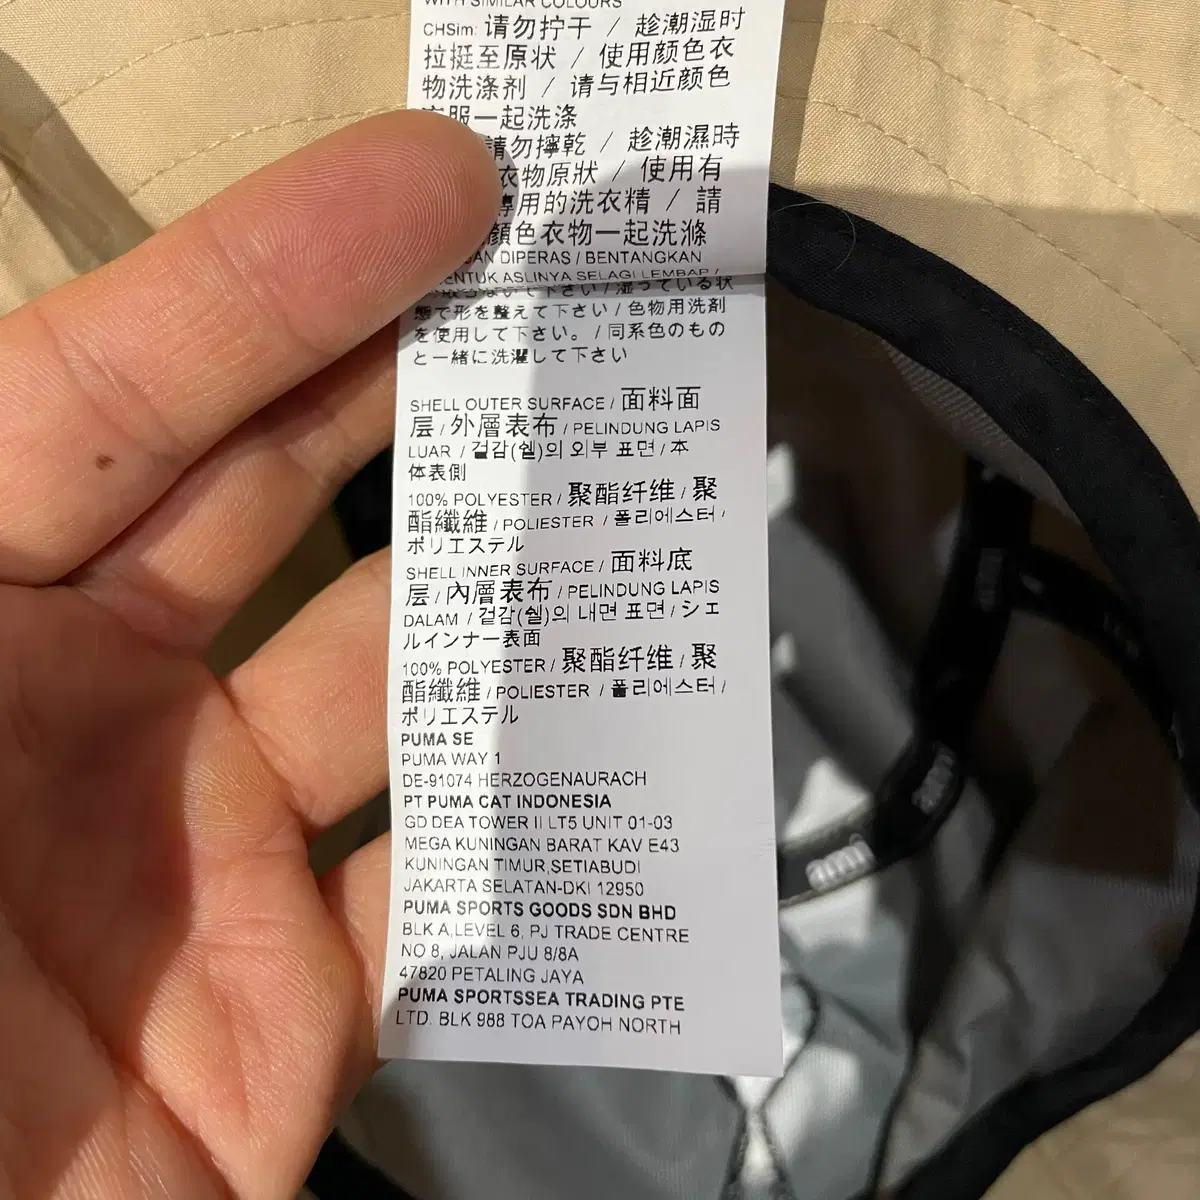 WITH SIMILAR COLOURS
CHSim: 请勿拧干 / 趁潮湿时
拉挺至原状 / 使用颜色衣
物洗涤剂 / 请与相近颜色
服一起洗涤
請勿擰乾 / 趁潮濕時
衣物原狀 / 使用有
專用的洗衣精 / 請
顏色衣物一起洗滌
DIPERAS / BENTANGKAN
ASLINYA SELAGI LEMBAP /
下さい / 湿っている状
態で形を整えて下さい / 色物用洗剤
を使用して下さい。 / 同系色のもの
と一緒に洗濯して下さい
SHELL OUTER SURFACE / 面料面
层 / 外層表布 / PELINDUNG LAPIS
LUAR / 겉감(쉘)의 외부 표면 / 本
体表側
100% POLYESTER / 聚酯纤维 / 聚
酯纖維 / POLIESTER / 폴리에스터 /
ポリエステル
SHELL INNER SURFACE / 面料底
层 / 內層表布 / PELINDUNG LAPIS
DALAM / 겉감(쉘)의 내면 표면 / シェ
ルインナー表面
100% POLYESTER / 聚酯纤维 / 聚
酯纖維 / POLIESTER / 폴리에스터 /
ポリエステル
PUMA SE
PUMA WAY 1
DE-91074 HERZOGENAURACH
PT PUMA CAT INDONESIA
GD DEA TOWER II LT5 UNIT 01-03
MEGA KUNINGAN BARAT KAV E43
KUNINGAN TIMUR,SETIABUDI
JAKARTA SELATAN-DKI 12950
PUMA SPORTS GOODS SDN BHD
BLK A,LEVEL 6, PJ TRADE CENTRE
NO 8, JALAN PJU 8/8A
47820 PETALING JAYA
PUMA SPORTSSEA TRADING PTE
LTD. BLK 988 TOA PAYOH NORTH